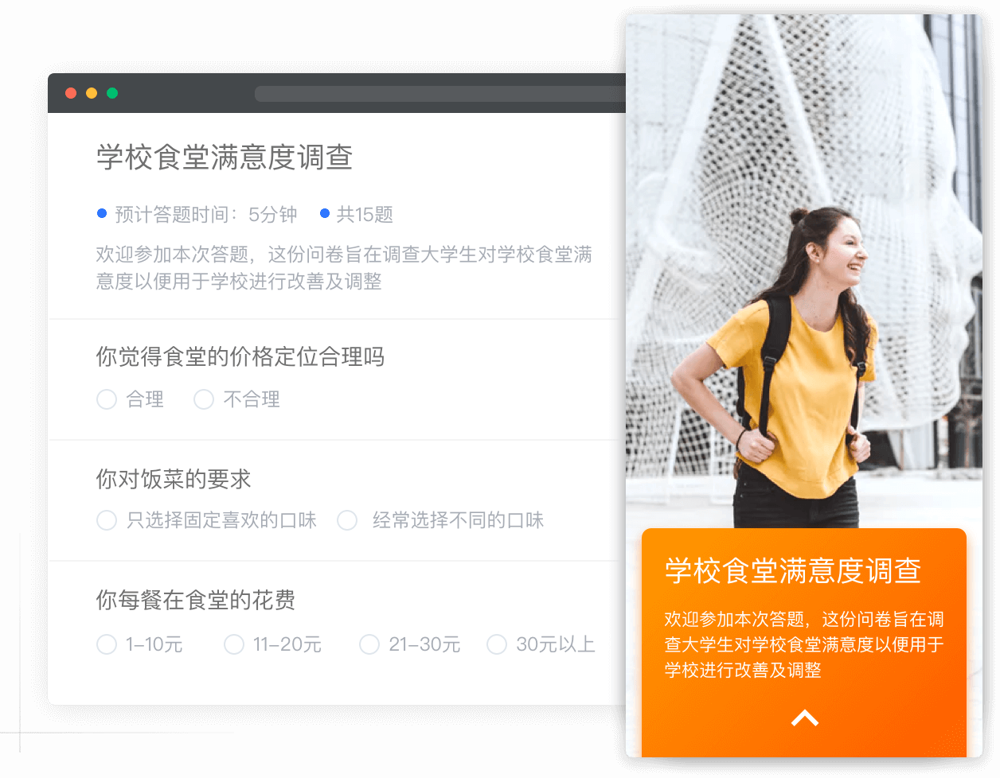 学校食堂满意度调查
预计答题时间：5分钟 共15题
欢迎参加本次答题，这份问卷旨在调查大学生对学校食堂满
意度以便用于学校进行改善及调整
你觉得食堂的价格定位合理吗
合理 不合理
你对饭菜的要求
只选择固定喜欢的口味 经常选择不同的口味
你每餐在食堂的花费
1–10元 11–20元 21–30元 30元以上
学校食堂满意度调查
欢迎参加本次答题，这份问卷旨在调
查大学生对学校食堂满意度以便用于
学校进行改善及调整